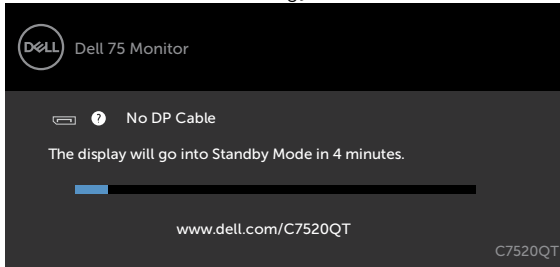 DELL
Dell 75 Monitor
? No DP Cable
The display will go into Standby Mode in 4 minutes.
www.dell.com/C7520QT
C7520QT